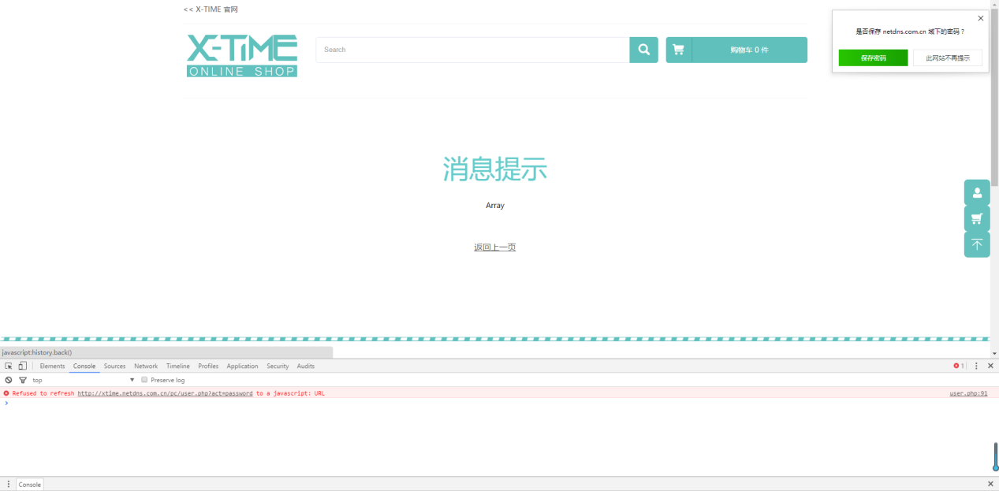 << X-TIME 官网
X-TIME
ONLINE SHOP
Search
购物车 0 件
是否保存 netdns.com.cn 域下的密码？
保存密码
此网站不再提示
消息提示
Array
返回上一页
javascript:history.back()
Elements Console Sources Network Timeline Profiles Application Security Audits
1
top
Preserve log
Refused to refresh http://xtime.netdns.com.cn/pc/user.php?act=password to a javascript: URL
user.php:91
Console